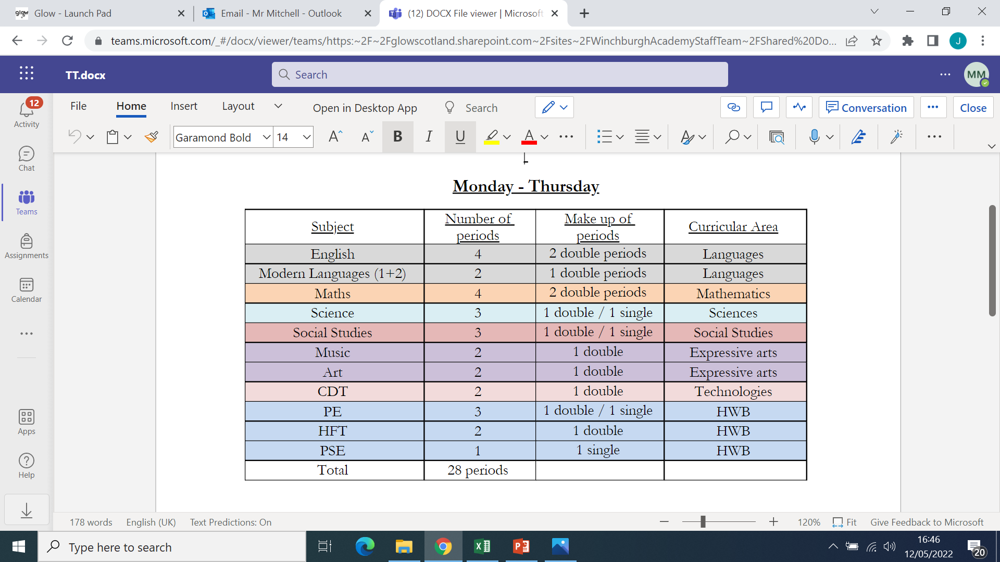 glow Glow - Launch Pad
Email - Mr Mitchell - Outlook
(12) DOCX File viewer | Microsoft
teams.microsoft.com/_#/docx/viewer/teams/https:~2F~2Fglowscotland.sharepoint.com~2Fsites~2FWinchburghAcademyStaffTeam~2FShared%20Do...
J
TT.docx
Search
MM
12
Activity
Chat
Teams
Assignments
Calendar
Apps
Help
File Home Insert Layout Open in Desktop App Search Conversation Close
Garamond Bold 14 B I U A
Monday - Thursday
Subject Number of periods Make up of periods Curricular Area
English 4 2 double periods Languages
Modern Languages (1+2) 2 1 double periods Languages
Maths 4 2 double periods Mathematics
Science 3 1 double / 1 single Sciences
Social Studies 3 1 double / 1 single Social Studies
Music 2 1 double Expressive arts
Art 2 1 double Expressive arts
CDT 2 1 double Technologies
PE 3 1 double / 1 single HWB
HFT 2 1 double HWB
PSE 1 1 single HWB
Total 28 periods
178 words English (UK) Text Predictions: On 120% Fit Give Feedback to Microsoft
Type here to search
16:46
12/05/2022
20